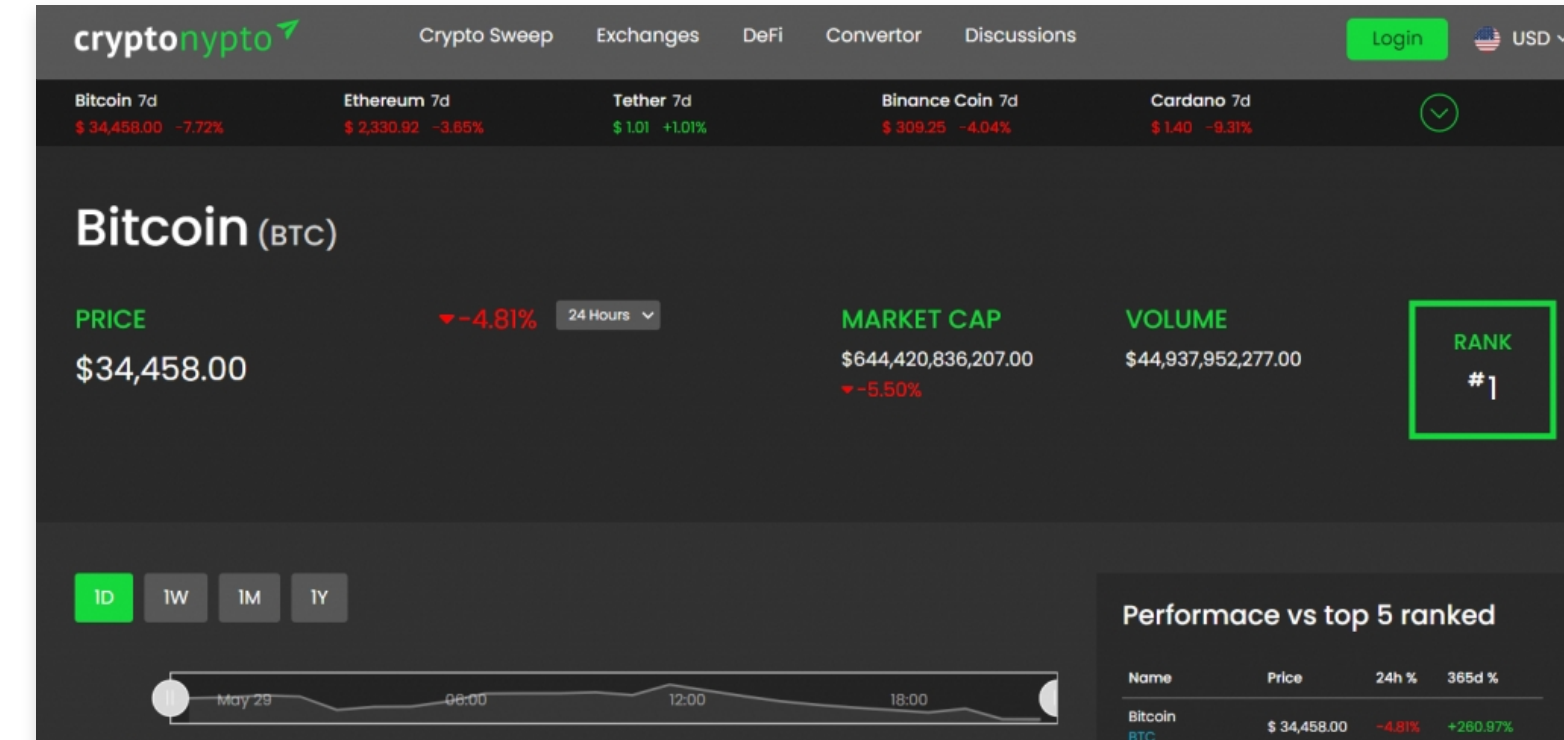 cryptonypto Crypto Sweep Exchanges DeFi Convertor Discussions Login USD
Bitcoin 7d Ethereum 7d Tether 7d Binance Coin 7d Cardano 7d
$ 34,458.00 -7.72% $ 2,330.92 -3.65% $ 1.01 +1.01% $ 309.25 -4.04% $ 1.40 -9.31%
Bitcoin (BTC)
PRICE -4.81% 24 Hours MARKET CAP VOLUME RANK
$34,458.00 $644,420,836,207.00 $44,937,952,277.00 #1
-5.50%
1D 1W 1M 1Y
Performace vs top 5 ranked
Name Price 24h % 365d %
May 29 06:00 12:00 18:00
Bitcoin $ 34,458.00 -4.81% +260.97%
BTC